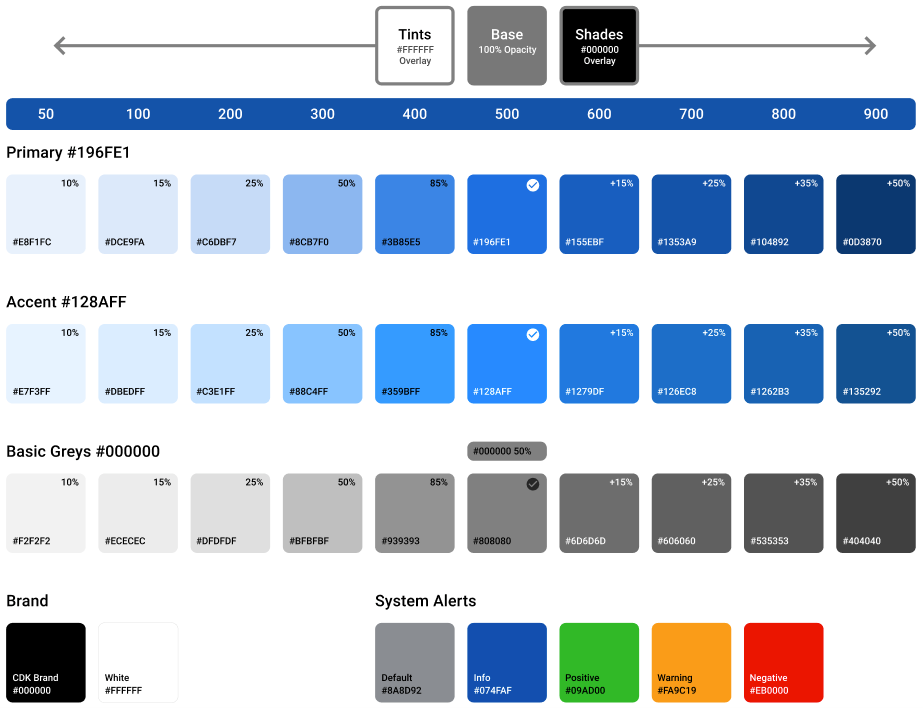 Tints
#FFFFFF
Overlay
Base
100% Opacity
Shades
#000000
Overlay
50 100 200 300 400 500 600 700 800 900
Primary #196FE1
10% 15% 25% 50% 85% +15% +25% +35% +50%
#E8F1FC #DCE9FA #C6DBF7 #8CB7F0 #3B85E5 #196FE1 #155EBF #1353A9 #104892 #0D3870
Accent #128AFF
10% 15% 25% 50% 85% +15% +25% +35% +50%
#E7F3FF #DBEDFF #C3E1FF #88C4FF #359BFF #128AFF #1279DF #126EC8 #1262B3 #135292
Basic Greys #000000
#000000 50%
10% 15% 25% 50% 85% +15% +25% +35% +50%
#F2F2F2 #ECECEC #DFDFDF #BFBFBF #939393 #808080 #6D6D6D #606060 #535353 #404040
Brand
CDK Brand
#000000
White
#FFFFFF
System Alerts
Default
#8A8D92
Info
#074FAF
Positive
#09AD00
Warning
#FA9C19
Negative
#EB0000